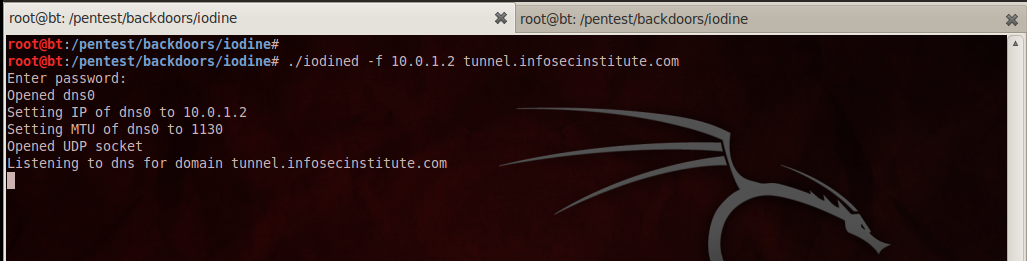 root@bt: /pentest/backdoors/iodine
root@bt: /pentest/backdoors/iodine
root@bt:/pentest/backdoors/iodine#
root@bt:/pentest/backdoors/iodine# ./iodined -f 10.0.1.2 tunnel.infosecinstitute.com
Enter password:
Opened dns0
Setting IP of dns0 to 10.0.1.2
Setting MTU of dns0 to 1130
Opened UDP socket
Listening to dns for domain tunnel.infosecinstitute.com